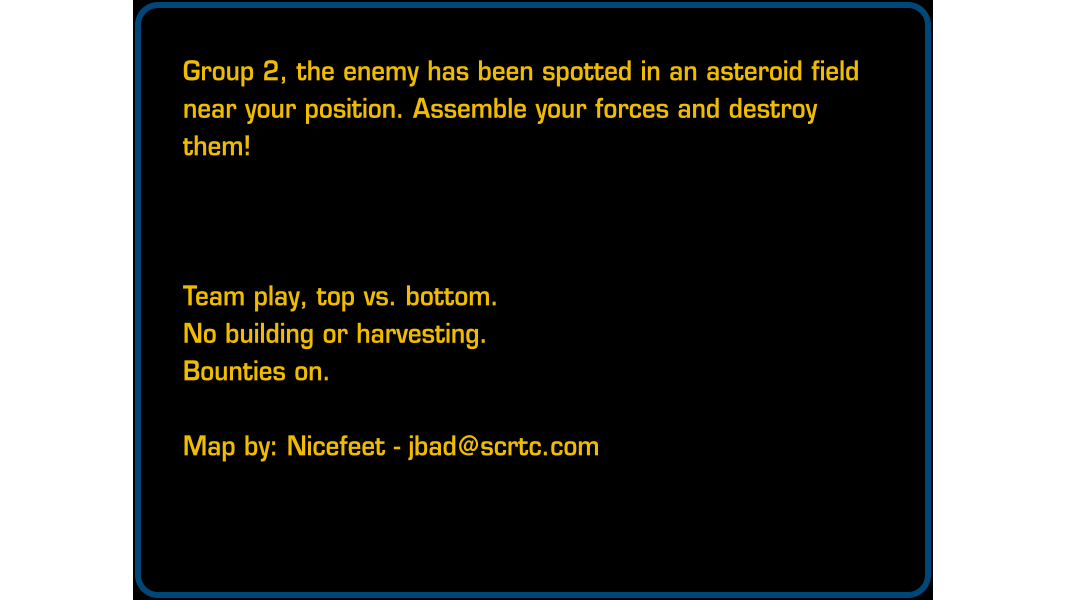 Group 2, the enemy has been spotted in an asteroid field
near your position. Assemble your forces and destroy
them!
Team play, top vs. bottom.
No building or harvesting.
Bounties on.
Map by: Nicefeet - jbad@scrtc.com